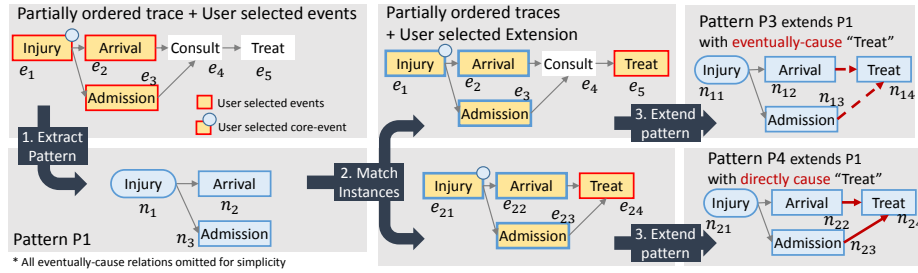 Partially ordered trace + User selected events
Injury
Arrival
Consult
Treat
e1
e2
e3
e4
e5
Admission
User selected events
User selected core-event
1. Extract
Pattern
Injury
Arrival
n1
n2
n3
Admission
Pattern P1
* All eventually-cause relations omitted for simplicity
2. Match
Instances
Partially ordered traces
+ User selected Extension
Injury
Arrival
Consult
Treat
e1
e2
e3
e4
e5
Admission
3. Extend
pattern
Injury
Arrival
Treat
e21
e22
e23
e24
Admission
3. Extend
pattern
Pattern P3 extends P1
with eventually-cause “Treat”
Injury
Arrival
Treat
n11
n12
n13
n14
Admission
Pattern P4 extends P1
with directly cause “Treat”
Injury
Arrival
Treat
n21
n22
n24
Admission
n23